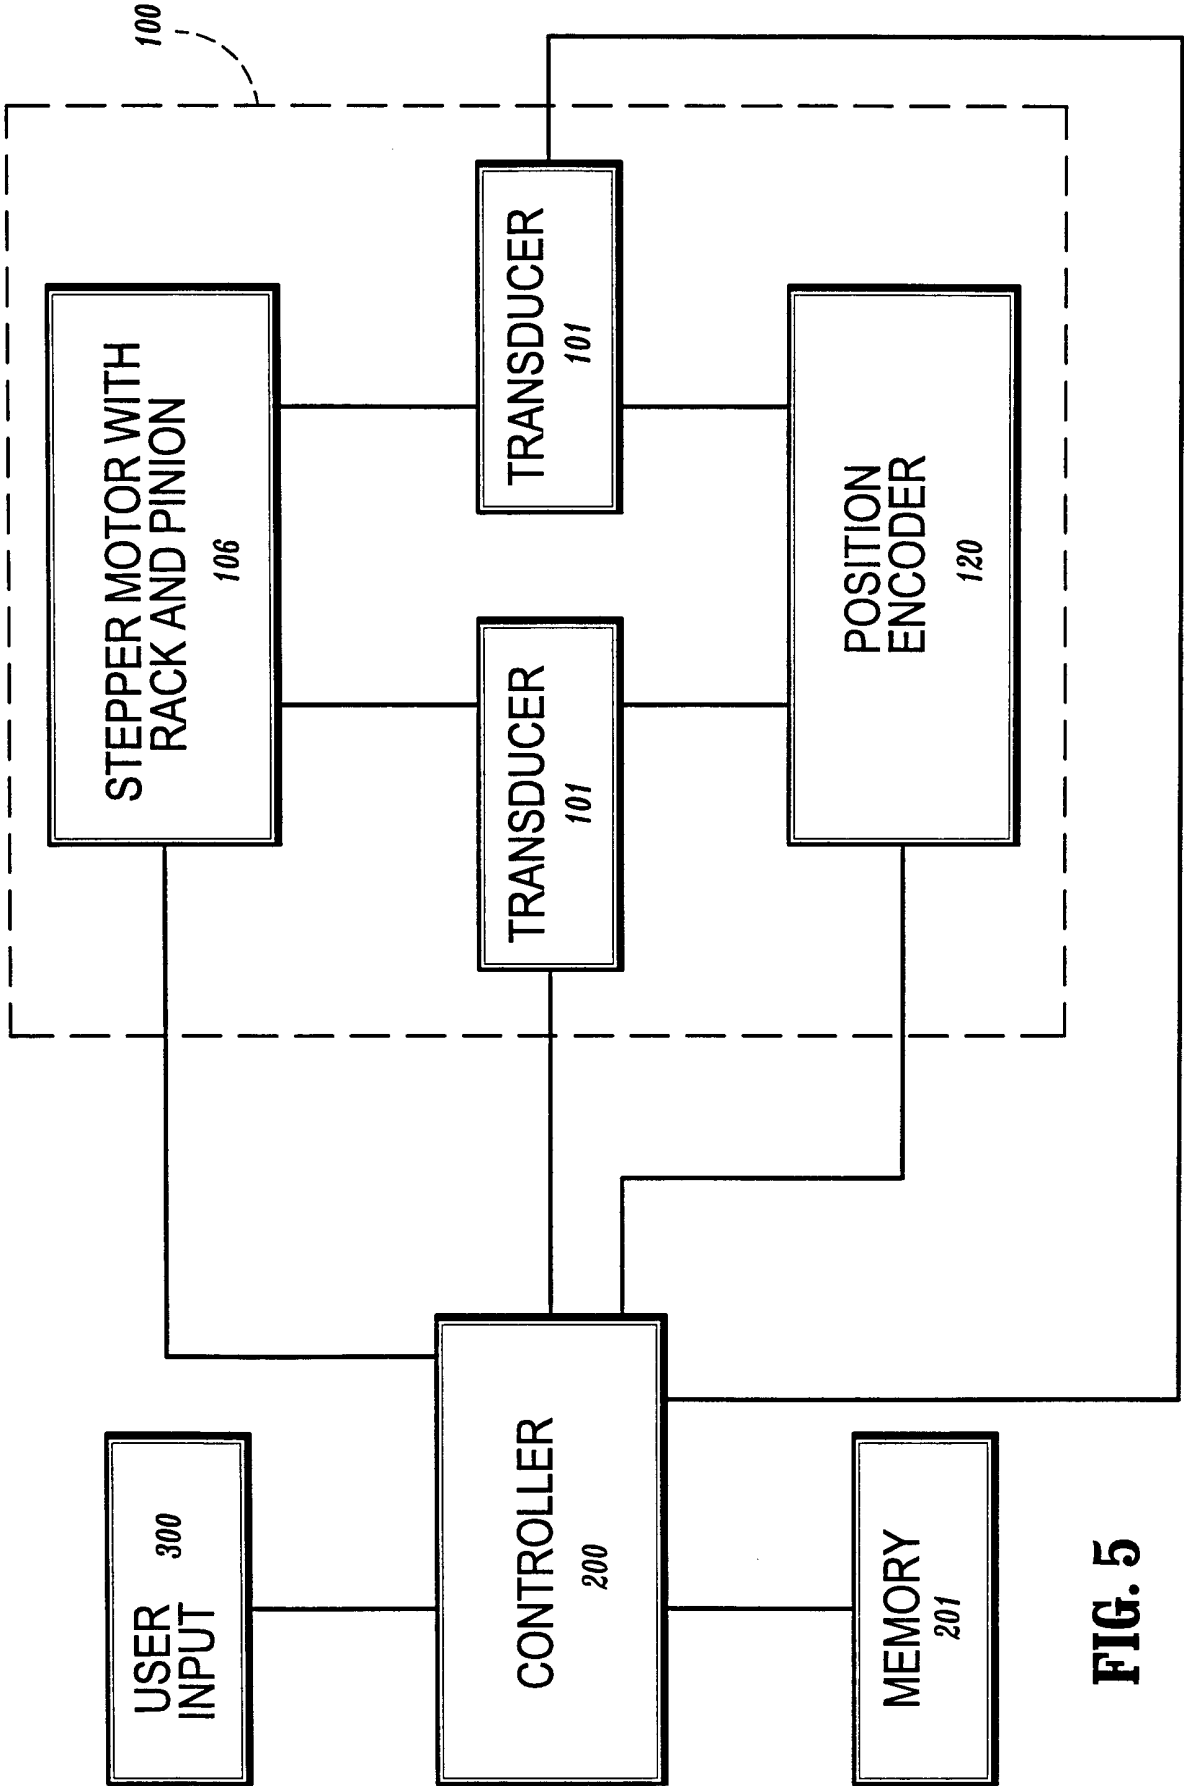 100
STEPPER MOTOR WITH
RACK AND PINION
106
TRANSDUCER
101
TRANSDUCER
101
POSITION
ENCODER
120
USER
INPUT
300
CONTROLLER
200
MEMORY
201
FIG. 5